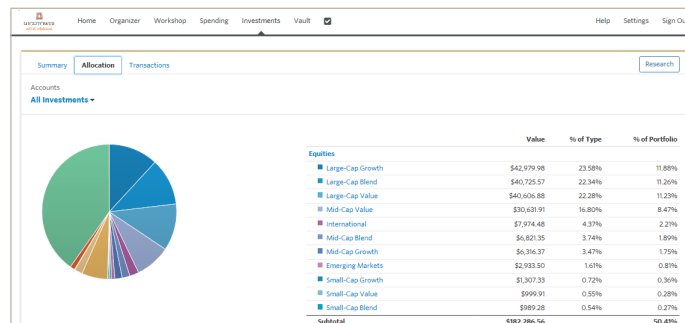 Home Organizer Workshop Spending Investments Vault Help Settings Sign Ou
Summary Allocation Transactions Research
Accounts
All Investments
Value % of Type % of Portfolio
Equities
Large-Cap Growth $42,979.98 23.58% 11.88%
Large-Cap Blend $40,725.57 22.34% 11.26%
Large-Cap Value $40,606.88 22.28% 11.23%
Mid-Cap Value $30,631.91 16.80% 8.47%
International $7,974.48 4.37% 2.21%
Mid-Cap Blend $6,821.35 3.74% 1.89%
Mid-Cap Growth $6,316.37 3.47% 1.75%
Emerging Markets $2,933.50 1.61% 0.81%
Small-Cap Growth $1,307.33 0.72% 0.36%
Small-Cap Value $999.91 0.55% 0.28%
Small-Cap Blend $989.28 0.54% 0.27%
Subtotal $182,286.56 50.41%